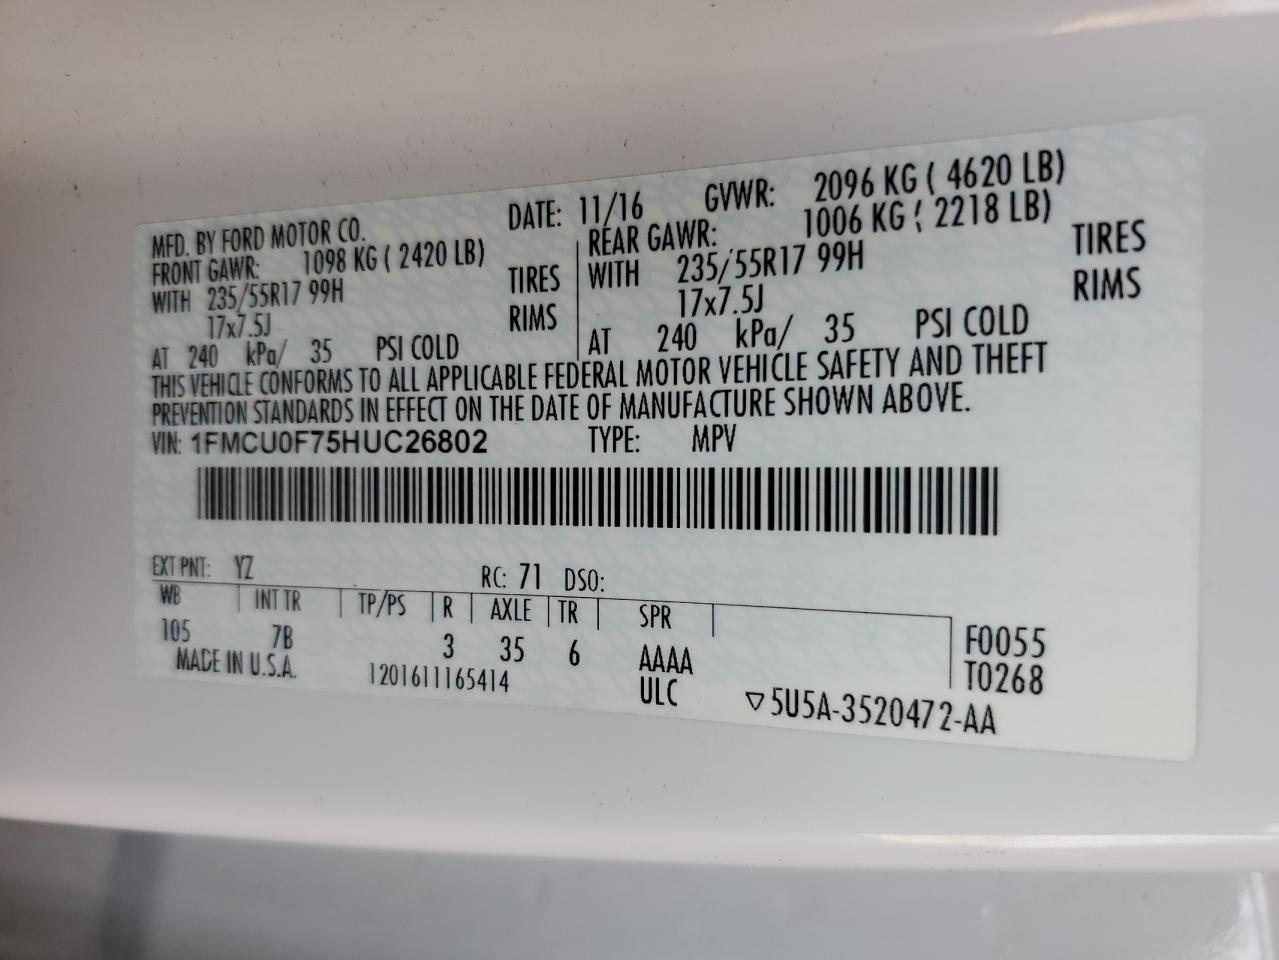 MFD. BY FORD MOTOR CO. DATE: 11/16 GVWR: 2096 KG ( 4620 LB)
FRONT GAWR: 1098 KG ( 2420 LB) REAR GAWR: 1006 KG ( 2218 LB)
WITH 235/55R17 99H TIRES WITH 235/55R17 99H TIRES
17x7.5J RIMS 17x7.5J RIMS
AT 240 kPa/ 35 PSI COLD AT 240 kPa/ 35 PSI COLD
THIS VEHICLE CONFORMS TO ALL APPLICABLE FEDERAL MOTOR VEHICLE SAFETY AND THEFT
PREVENTION STANDARDS IN EFFECT ON THE DATE OF MANUFACTURE SHOWN ABOVE.
VIN: 1FMCU0F75HUC26802 TYPE: MPV
EXT PNT: YZ RC: 71 DSO:
WB INT TR TP/PS R AXLE TR SPR
105 7B 3 35 6 AAAA F0055
MADE IN U.S.A. 1201611165414 ULC T0268
▽5U5A-3520472-AA